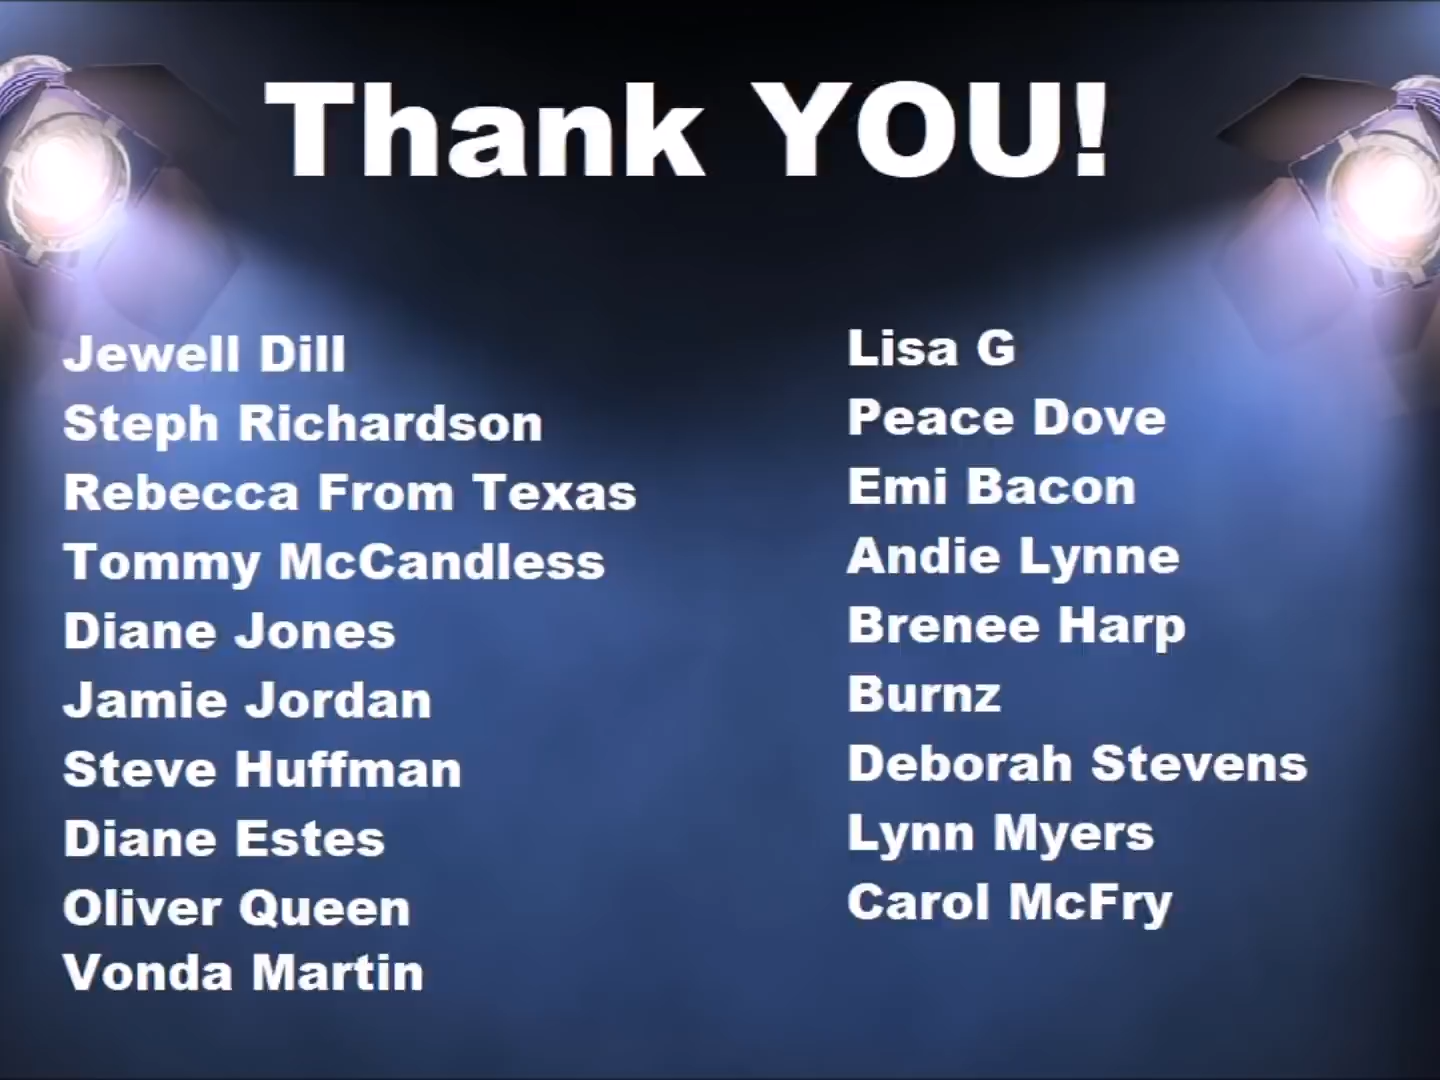 Thank YOU!
Jewell Dill
Steph Richardson
Rebecca From Texas
Tommy McCandless
Diane Jones
Jamie Jordan
Steve Huffman
Diane Estes
Oliver Queen
Vonda Martin
Lisa G
Peace Dove
Emi Bacon
Andie Lynne
Brenee Harp
Burnz
Deborah Stevens
Lynn Myers
Carol McFry